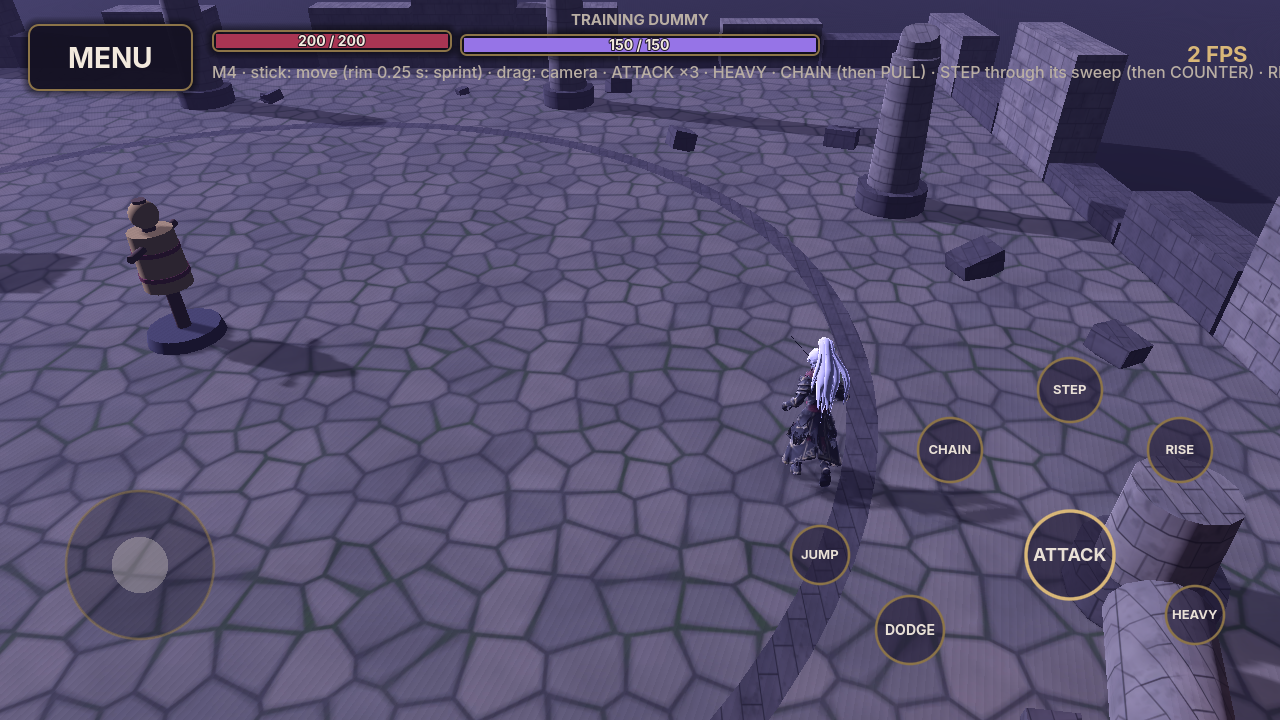 TRAINING DUMMY
MENU
200 / 200
150 / 150
2 FPS
M4 · stick: move (rim 0.25 s: sprint) · drag: camera · ATTACK ×3 · HEAVY · CHAIN (then PULL) · STEP through its sweep (then COUNTER) ·
STEP
CHAIN
RISE
JUMP
ATTACK
DODGE
HEAVY